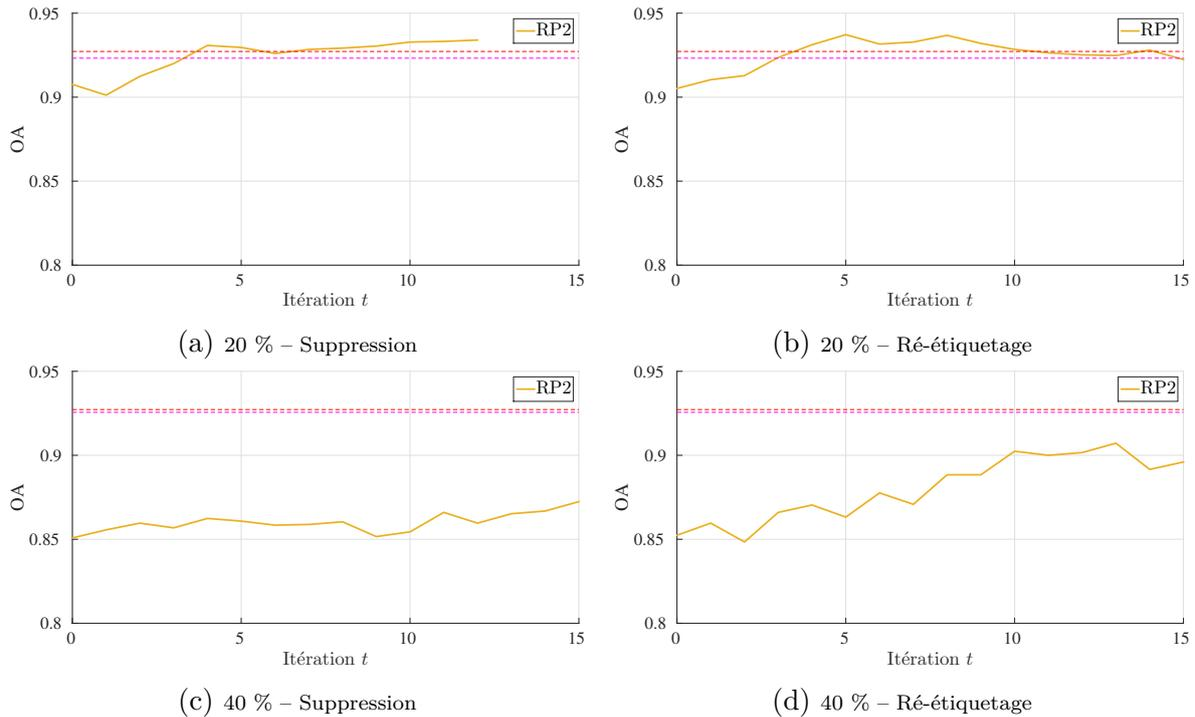 0.95
0.9
0.85
0.8
OA
RP2
0 5 10 15
Itération t
(a) 20 % – Suppression
0.95
0.9
0.85
0.8
OA
RP2
0 5 10 15
Itération t
(b) 20 % – Ré-étiquetage
0.95
0.9
0.85
0.8
OA
RP2
0 5 10 15
Itération t
(c) 40 % – Suppression
0.95
0.9
0.85
0.8
OA
RP2
0 5 10 15
Itération t
(d) 40 % – Ré-étiquetage